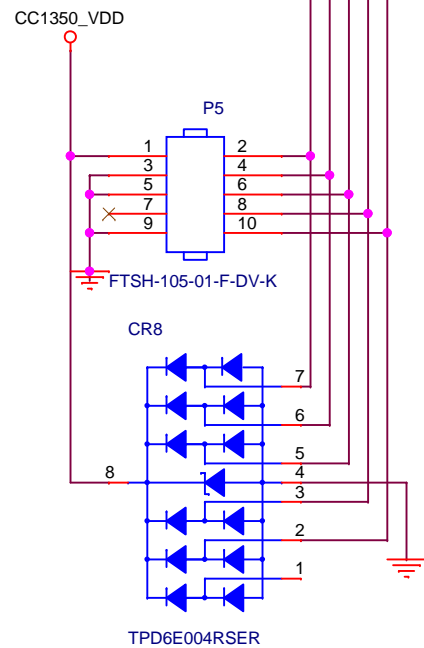 CC1350_VDD
P5
1 2
3 4
5 6
7 8
9 10
FTSH-105-01-F-DV-K
CR8
7
6
5
8 4
3
2
1
TPD6E004RSER